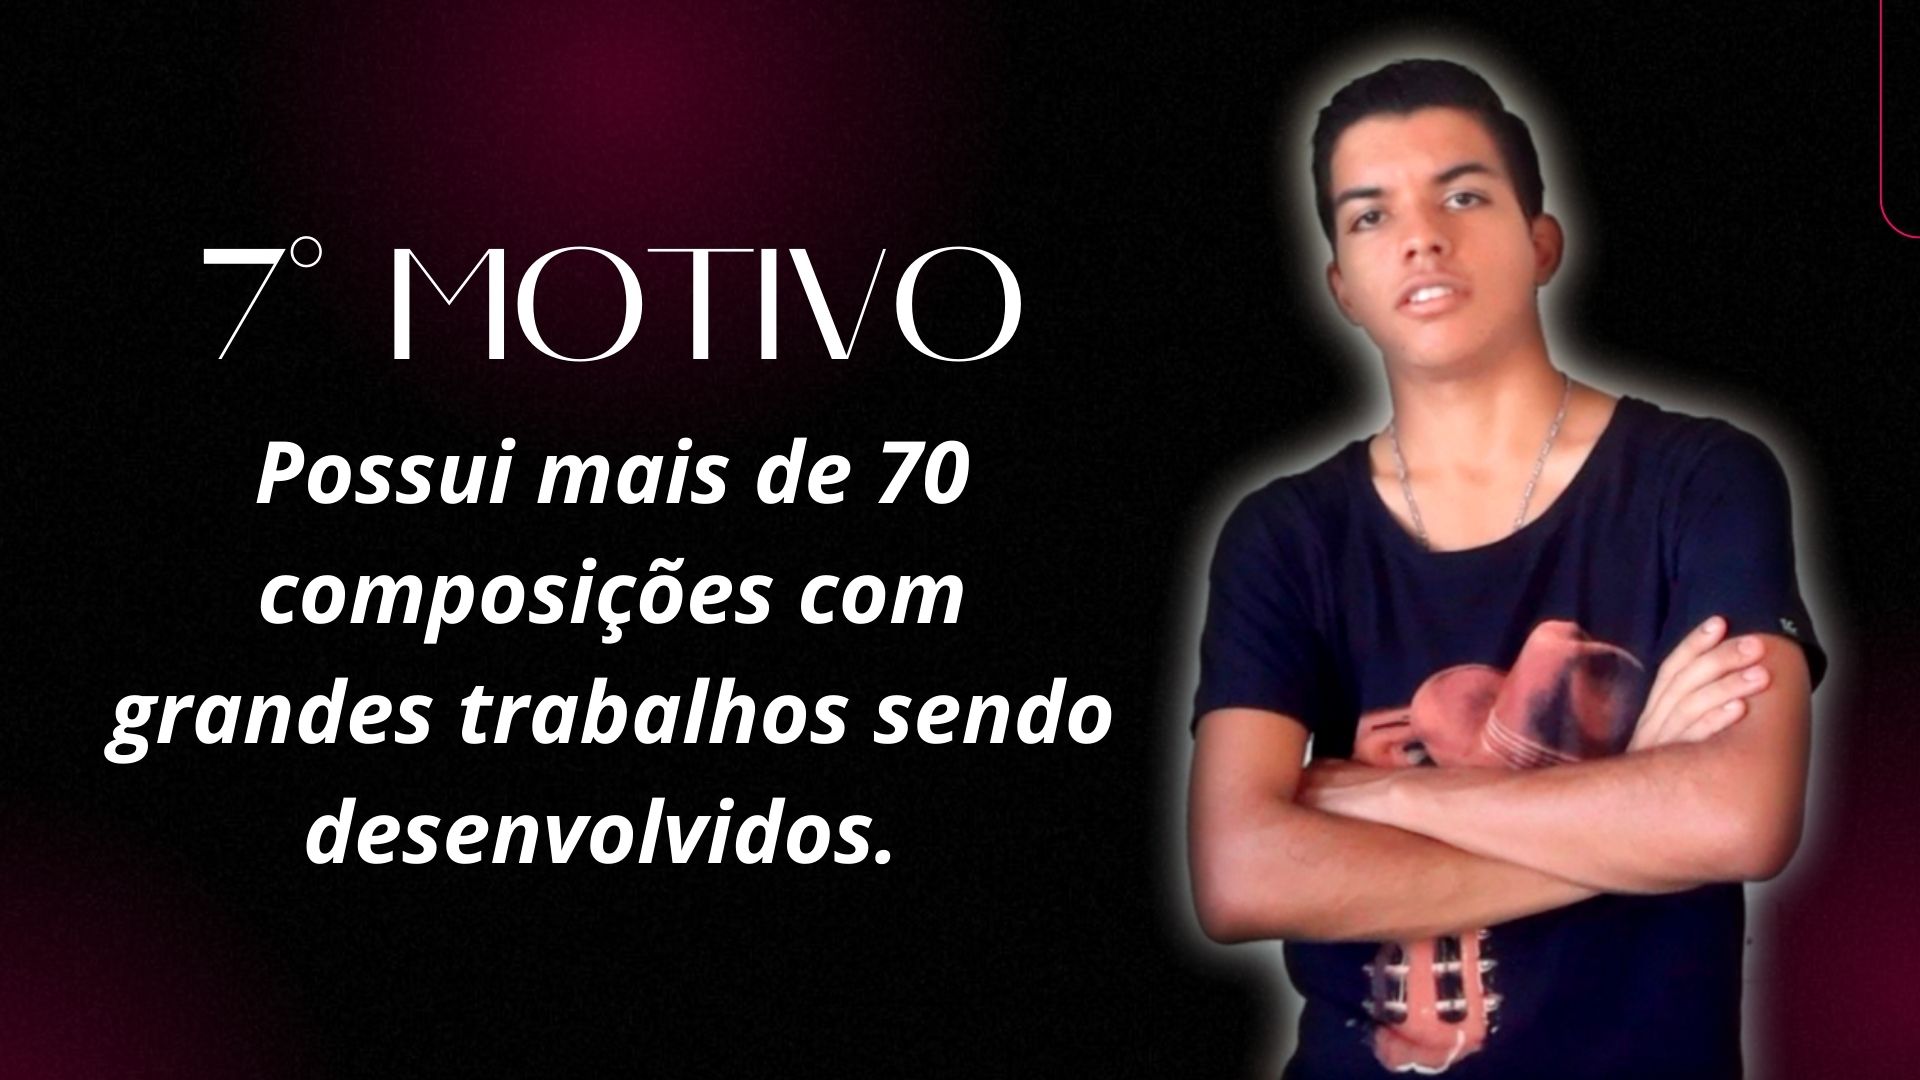 7° MOTIVO
Possui mais de 70
composições com
grandes trabalhos sendo
desenvolvidos.